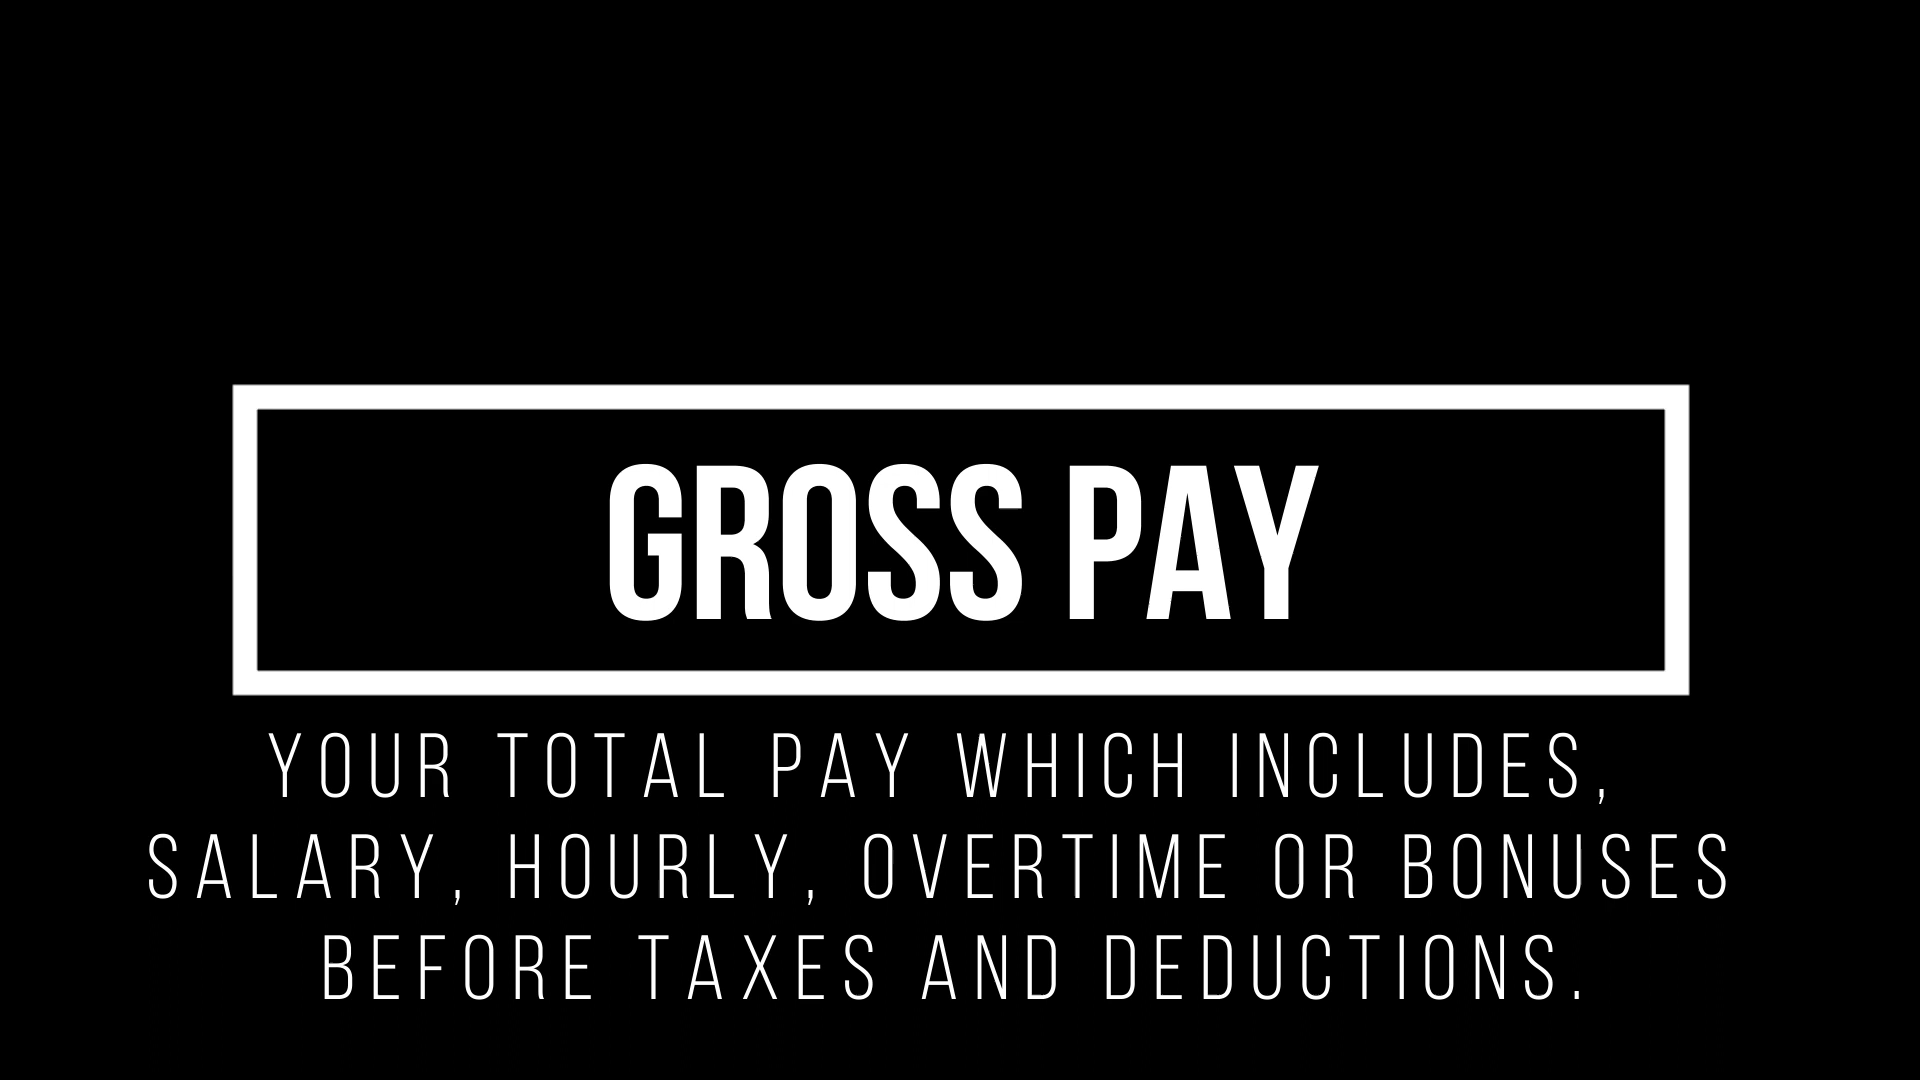 GROSS PAY
YOUR TOTAL PAY WHICH INCLUDES,
SALARY, HOURLY, OVERTIME OR BONUSES
BEFORE TAXES AND DEDUCTIONS.